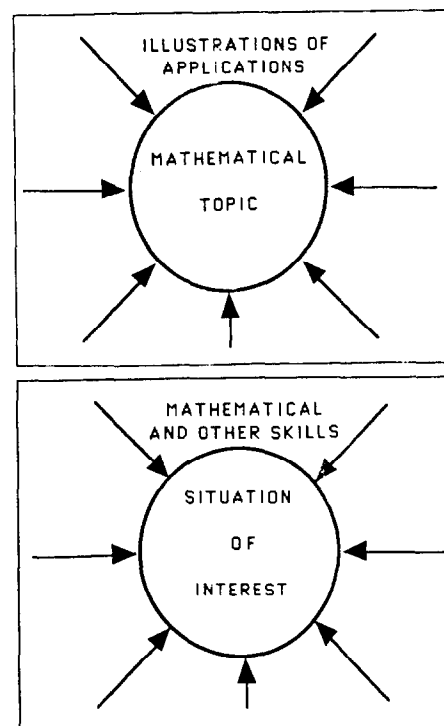 ILLUSTRATIONS OF
APPLICATIONS
MATHEMATICAL
TOPIC
MATHEMATICAL
AND OTHER SKILLS
SITUATION
OF
INTEREST